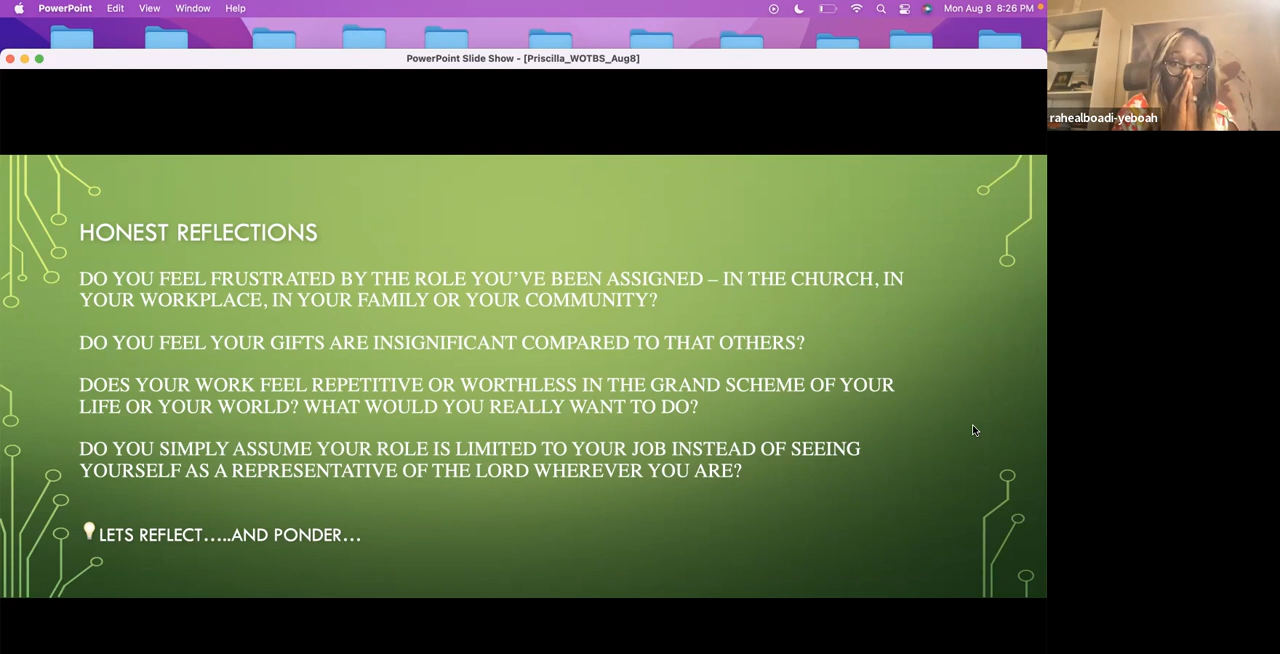 PowerPoint Edit View Window Help Mon Aug 8 8:26 PM
PowerPoint Slide Show - [Priscilla_WOTBS_Aug8]
rahealboadi-yeboah
HONEST REFLECTIONS
DO YOU FEEL FRUSTRATED BY THE ROLE YOU’VE BEEN ASSIGNED – IN THE CHURCH, IN
YOUR WORKPLACE, IN YOUR FAMILY OR YOUR COMMUNITY?
DO YOU FEEL YOUR GIFTS ARE INSIGNIFICANT COMPARED TO THAT OTHERS?
DOES YOUR WORK FEEL REPETITIVE OR WORTHLESS IN THE GRAND SCHEME OF YOUR
LIFE OR YOUR WORLD? WHAT WOULD YOU REALLY WANT TO DO?
DO YOU SIMPLY ASSUME YOUR ROLE IS LIMITED TO YOUR JOB INSTEAD OF SEEING
YOURSELF AS A REPRESENTATIVE OF THE LORD WHEREVER YOU ARE?
LETS REFLECT…..AND PONDER…